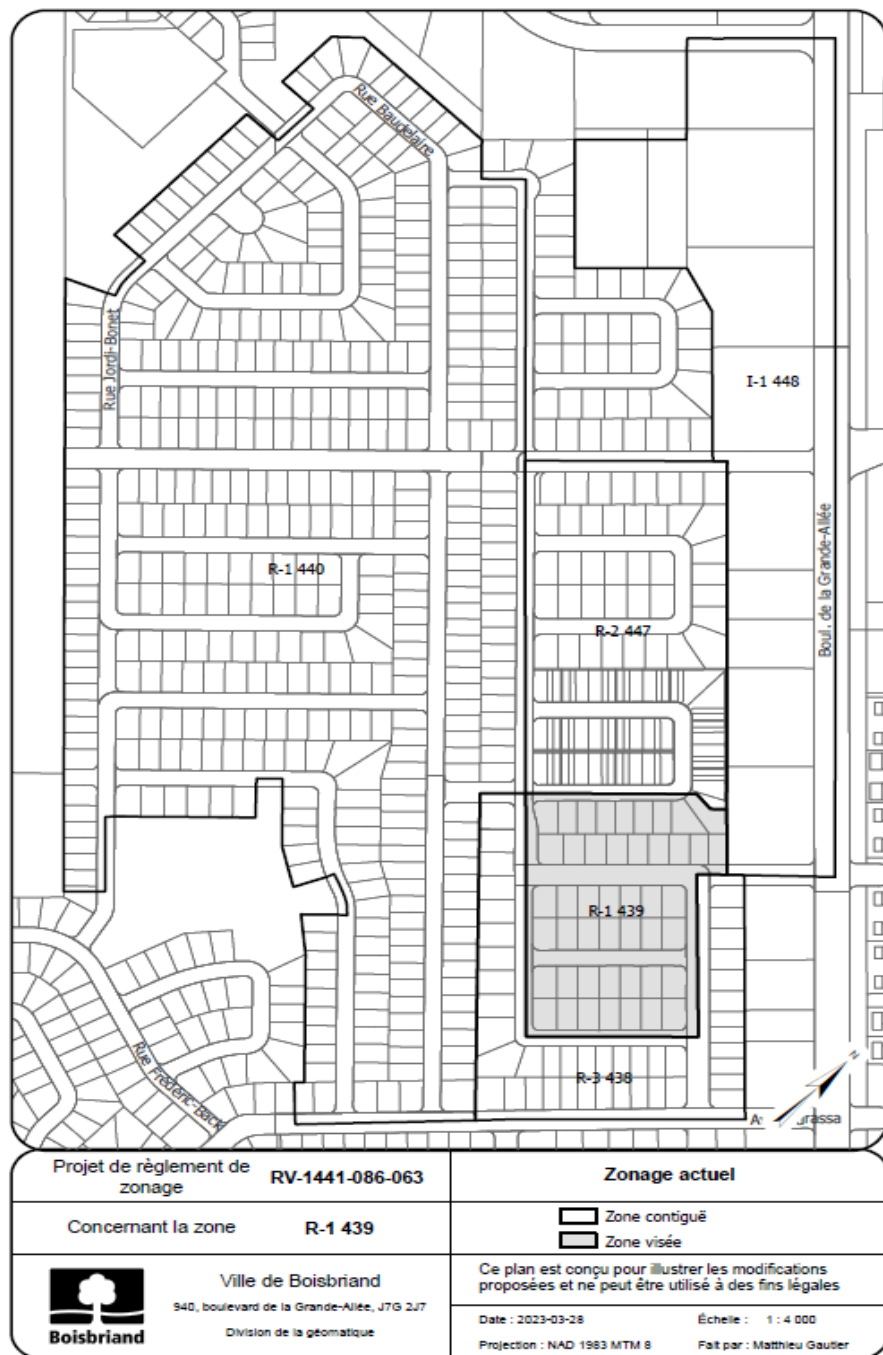 Rue Baudelaire
Rue Jordi-Bonet
I-1 448
Boul. de la Grande-Allée
R-1 440
R-2 447
R-1 439
R-3 438
Rue Frédéric-Back
N
Projet de règlement de
zonage
RV-1441-086-063
Zonage actuel
Concernant la zone
R-1 439
Zone contiguë
Zone visée
Boisbriand
Ville de Boisbriand
940, boulevard de la Grande-Allée, J7G 2J7
Division de la géomatique
Ce plan est conçu pour illustrer les modifications
proposées et ne peut être utilisé à des fins légales
Date : 2023-03-28
Échelle : 1 : 4 000
Projection : NAD 1983 MTM 8
Fait par : Matthieu Gautier